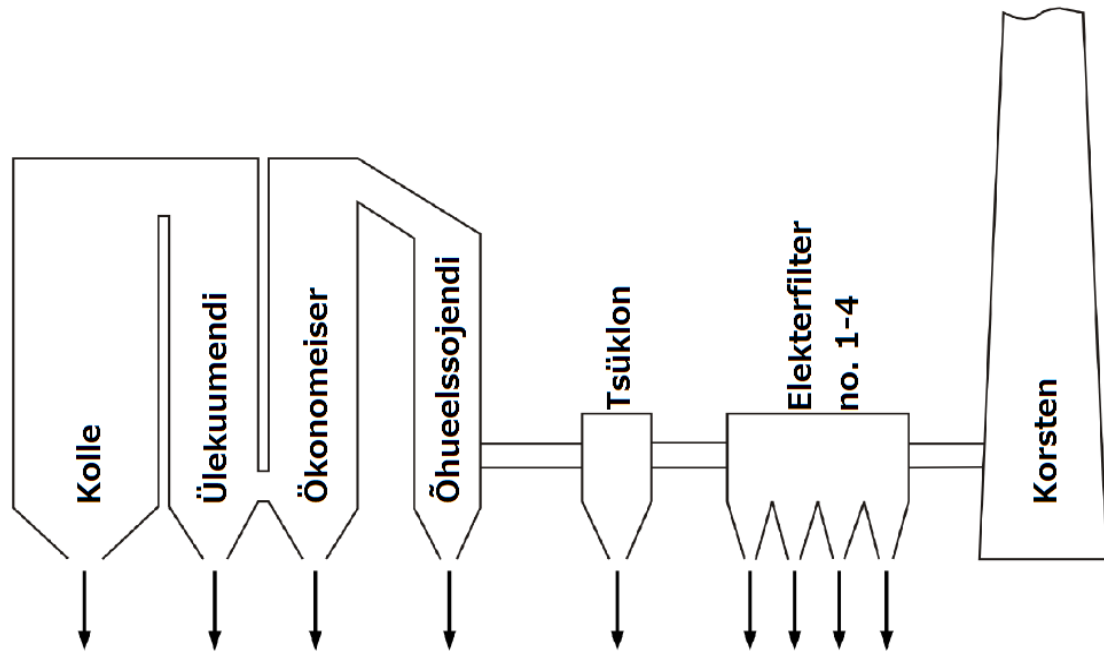 Kolle
Ülekuumendi
Ökonomeiser
Õhueelssojendi
Tsüklon
Elekterfilter
no. 1-4
Korsten